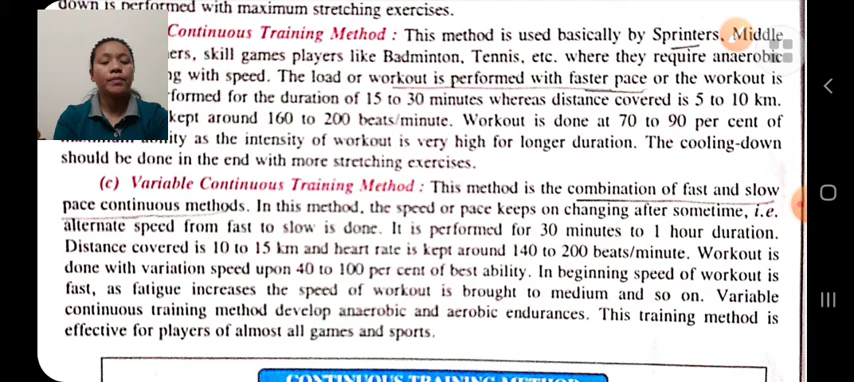 down is performed with maximum stretching exercises.
Continuous Training Method : This method is used basically by Sprinters, Middle
ers, skill games players like Badminton, Tennis, etc. where they require anaerobic
ng with speed. The load or workout is performed with faster pace or the workout is
formed for the duration of 15 to 30 minutes whereas distance covered is 5 to 10 km.
kept around 160 to 200 beats/minute. Workout is done at 70 to 90 per cent of
ity as the intensity of workout is very high for longer duration. The cooling-down
should be done in the end with more stretching exercises.
(c) Variable Continuous Training Method : This method is the combination of fast and slow
pace continuous methods. In this method, the speed or pace keeps on changing after sometime, i.e.
alternate speed from fast to slow is done. It is performed for 30 minutes to 1 hour duration.
Distance covered is 10 to 15 km and heart rate is kept around 140 to 200 beats/minute. Workout is
done with variation speed upon 40 to 100 per cent of best ability. In beginning speed of workout is
fast, as fatigue increases the speed of workout is brought to medium and so on. Variable
continuous training method develop anaerobic and aerobic endurances. This training method is
effective for players of almost all games and sports.
CONTINUOUS TRAINING METHOD